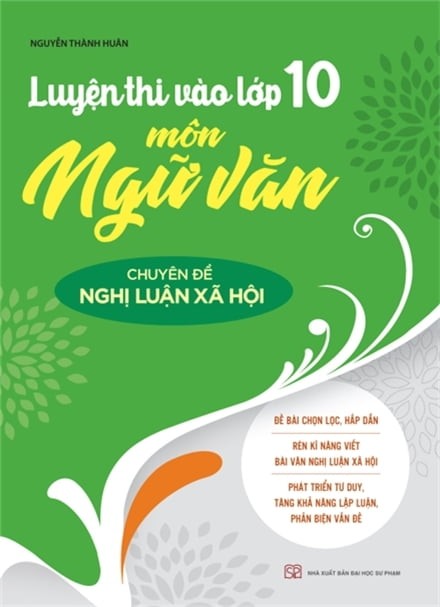 NGUYỄN THÀNH HUÂN
Luyện thi vào lớp 10
môn
Ngữ văn
CHUYÊN ĐỀ
NGHỊ LUẬN XÃ HỘI
ĐỀ BÀI CHỌN LỌC, HẤP DẪN
RÈN KĨ NĂNG VIẾT
BÀI VĂN NGHỊ LUẬN XÃ HỘI
PHÁT TRIỂN TƯ DUY,
TĂNG KHẢ NĂNG LẬP LUẬN,
PHẢN BIỆN VẤN ĐỀ
SP
NHÀ XUẤT BẢN ĐẠI HỌC SƯ PHẠM